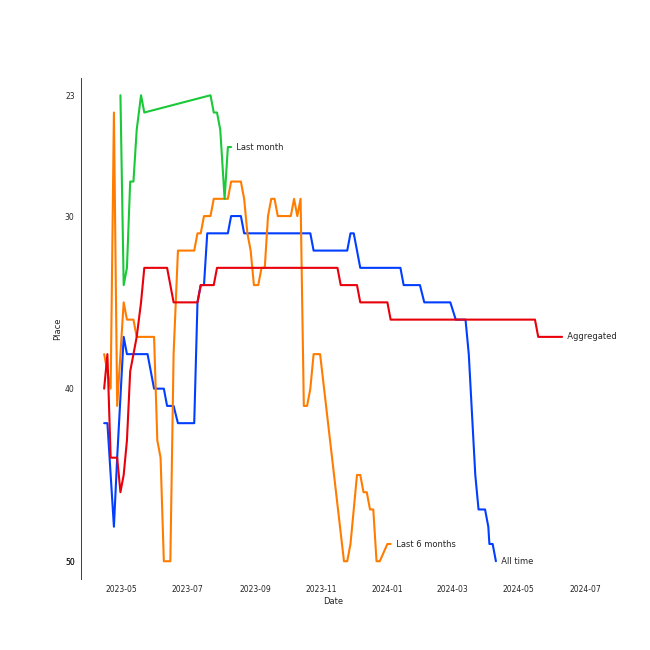 23
Last month
30
Place
Aggregated
40
Last 6 months
50
All time
2023-05 2023-07 2023-09 2023-11 2024-01 2024-03 2024-05 2024-07
Date